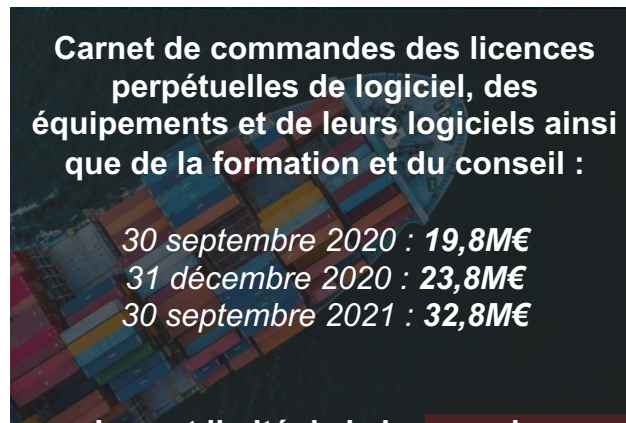 Carnet de commandes des licences
perpétuelles de logiciel, des
équipements et de leurs logiciels ainsi
que de la formation et du conseil :
30 septembre 2020 : 19,8M€
31 décembre 2020 : 23,8M€
30 septembre 2021 : 32,8M€